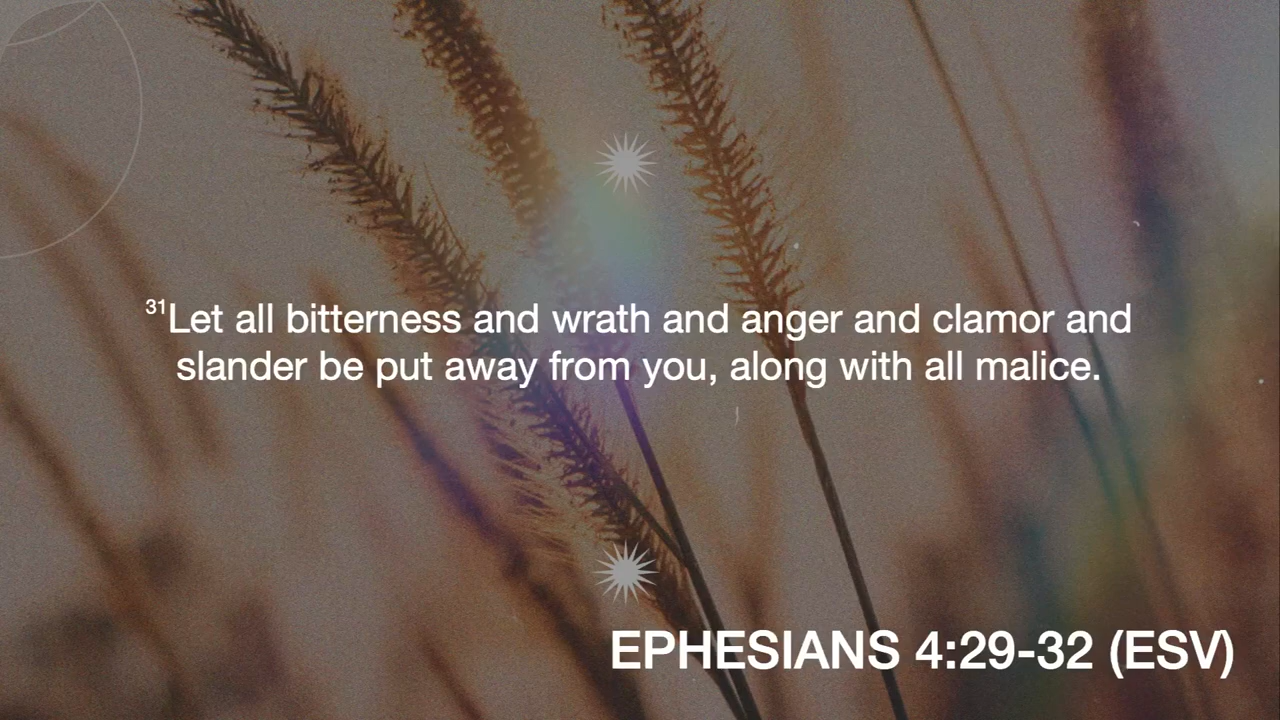 31Let all bitterness and wrath and anger and clamor and
slander be put away from you, along with all malice.
EPHESIANS 4:29-32 (ESV)